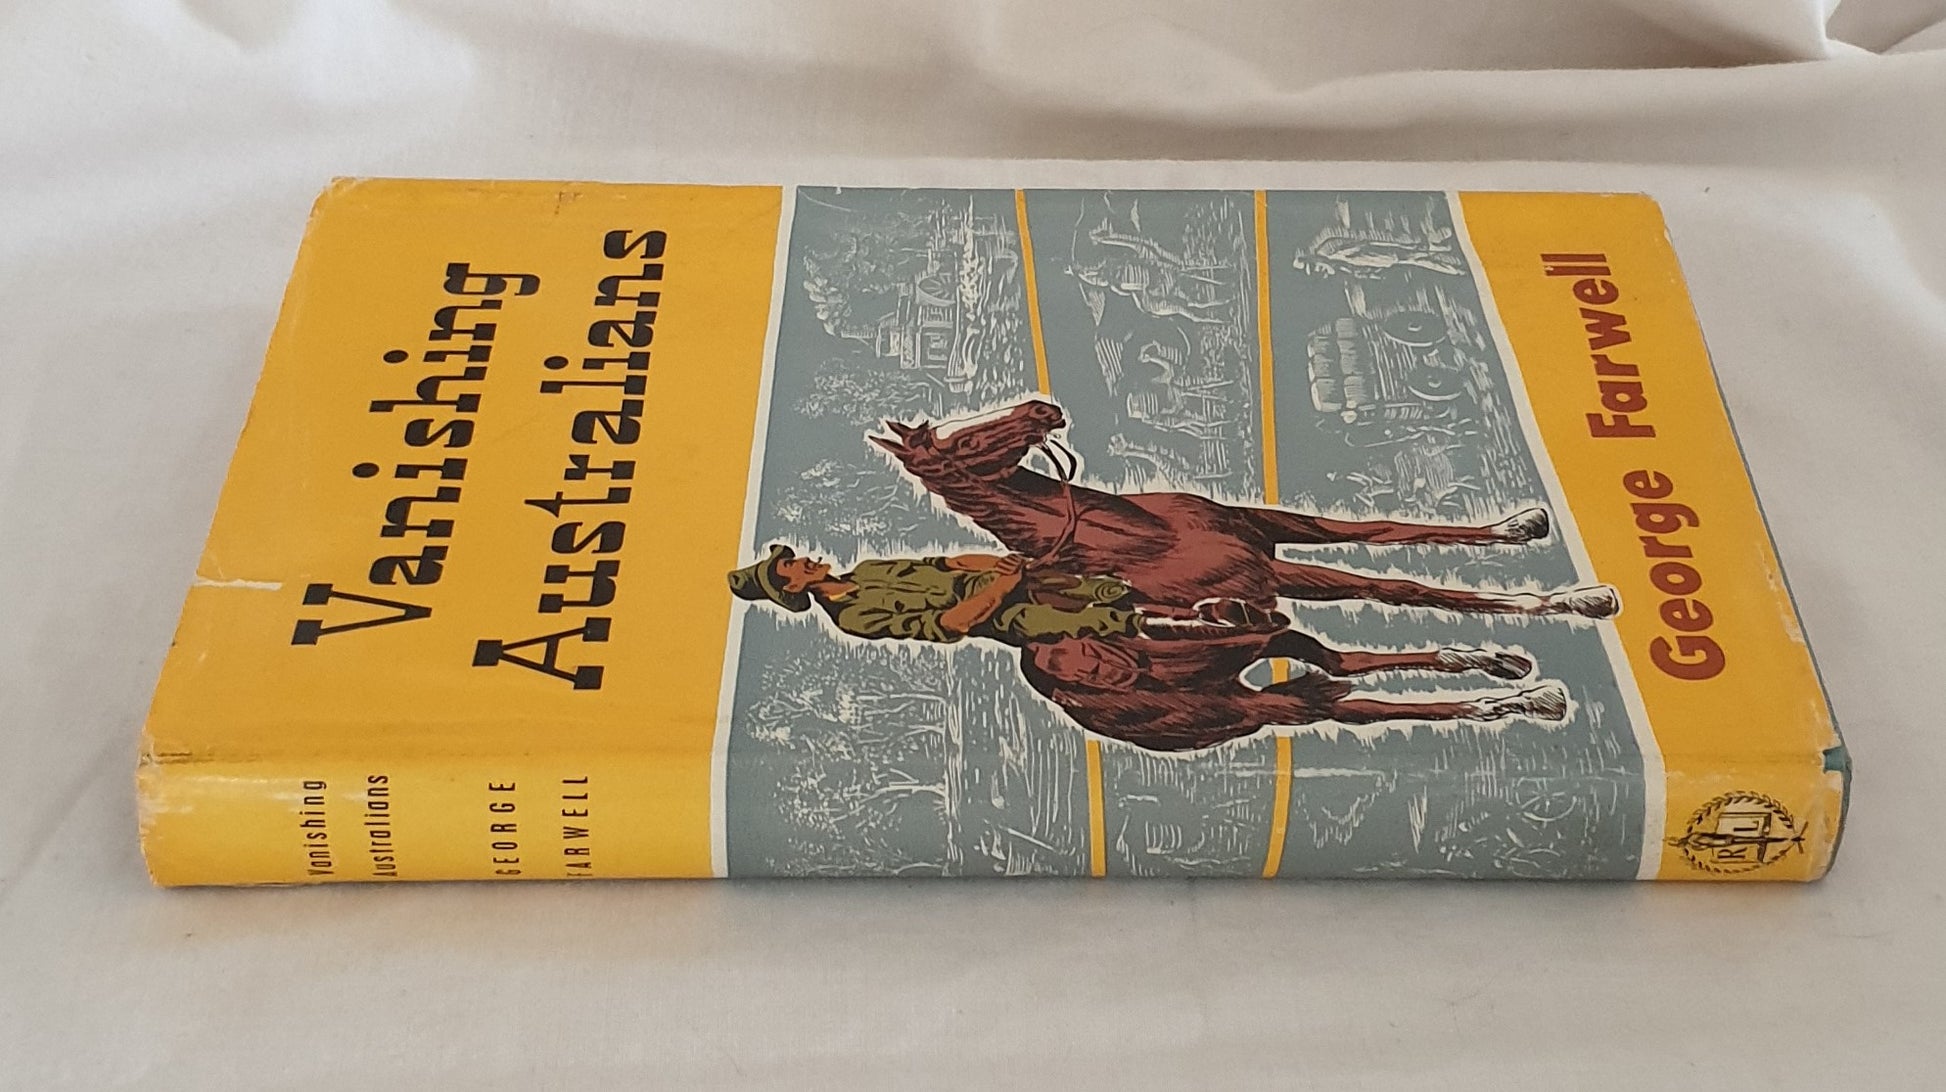 Vanishing
Australians
George Farwell
Vanishing
Australians
GEORGE
FARWELL
R L